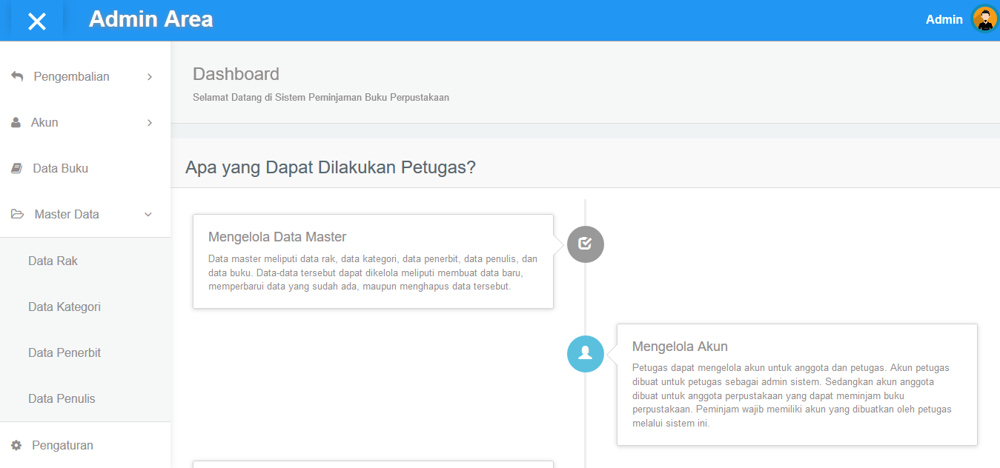 Admin Area
Admin
Pengembalian
Akun
Data Buku
Master Data
Data Rak
Data Kategori
Data Penerbit
Data Penulis
Pengaturan
Dashboard
Selamat Datang di Sistem Peminjaman Buku Perpustakaan
Apa yang Dapat Dilakukan Petugas?
Mengelola Data Master
Data master meliputi data rak, data kategori, data penerbit, data penulis, dan
data buku. Data-data tersebut dapat dikelola meliputi membuat data baru,
memperbarui data yang sudah ada, maupun menghapus data tersebut.
Mengelola Akun
Petugas dapat mengelola akun untuk anggota dan petugas. Akun petugas
dibuat untuk petugas sebagai admin sistem. Sedangkan akun anggota
dibuat untuk anggota perpustakaan yang dapat meminjam buku
perpustakaan. Peminjam wajib memiliki akun yang dibuatkan oleh petugas
melalui sistem ini.